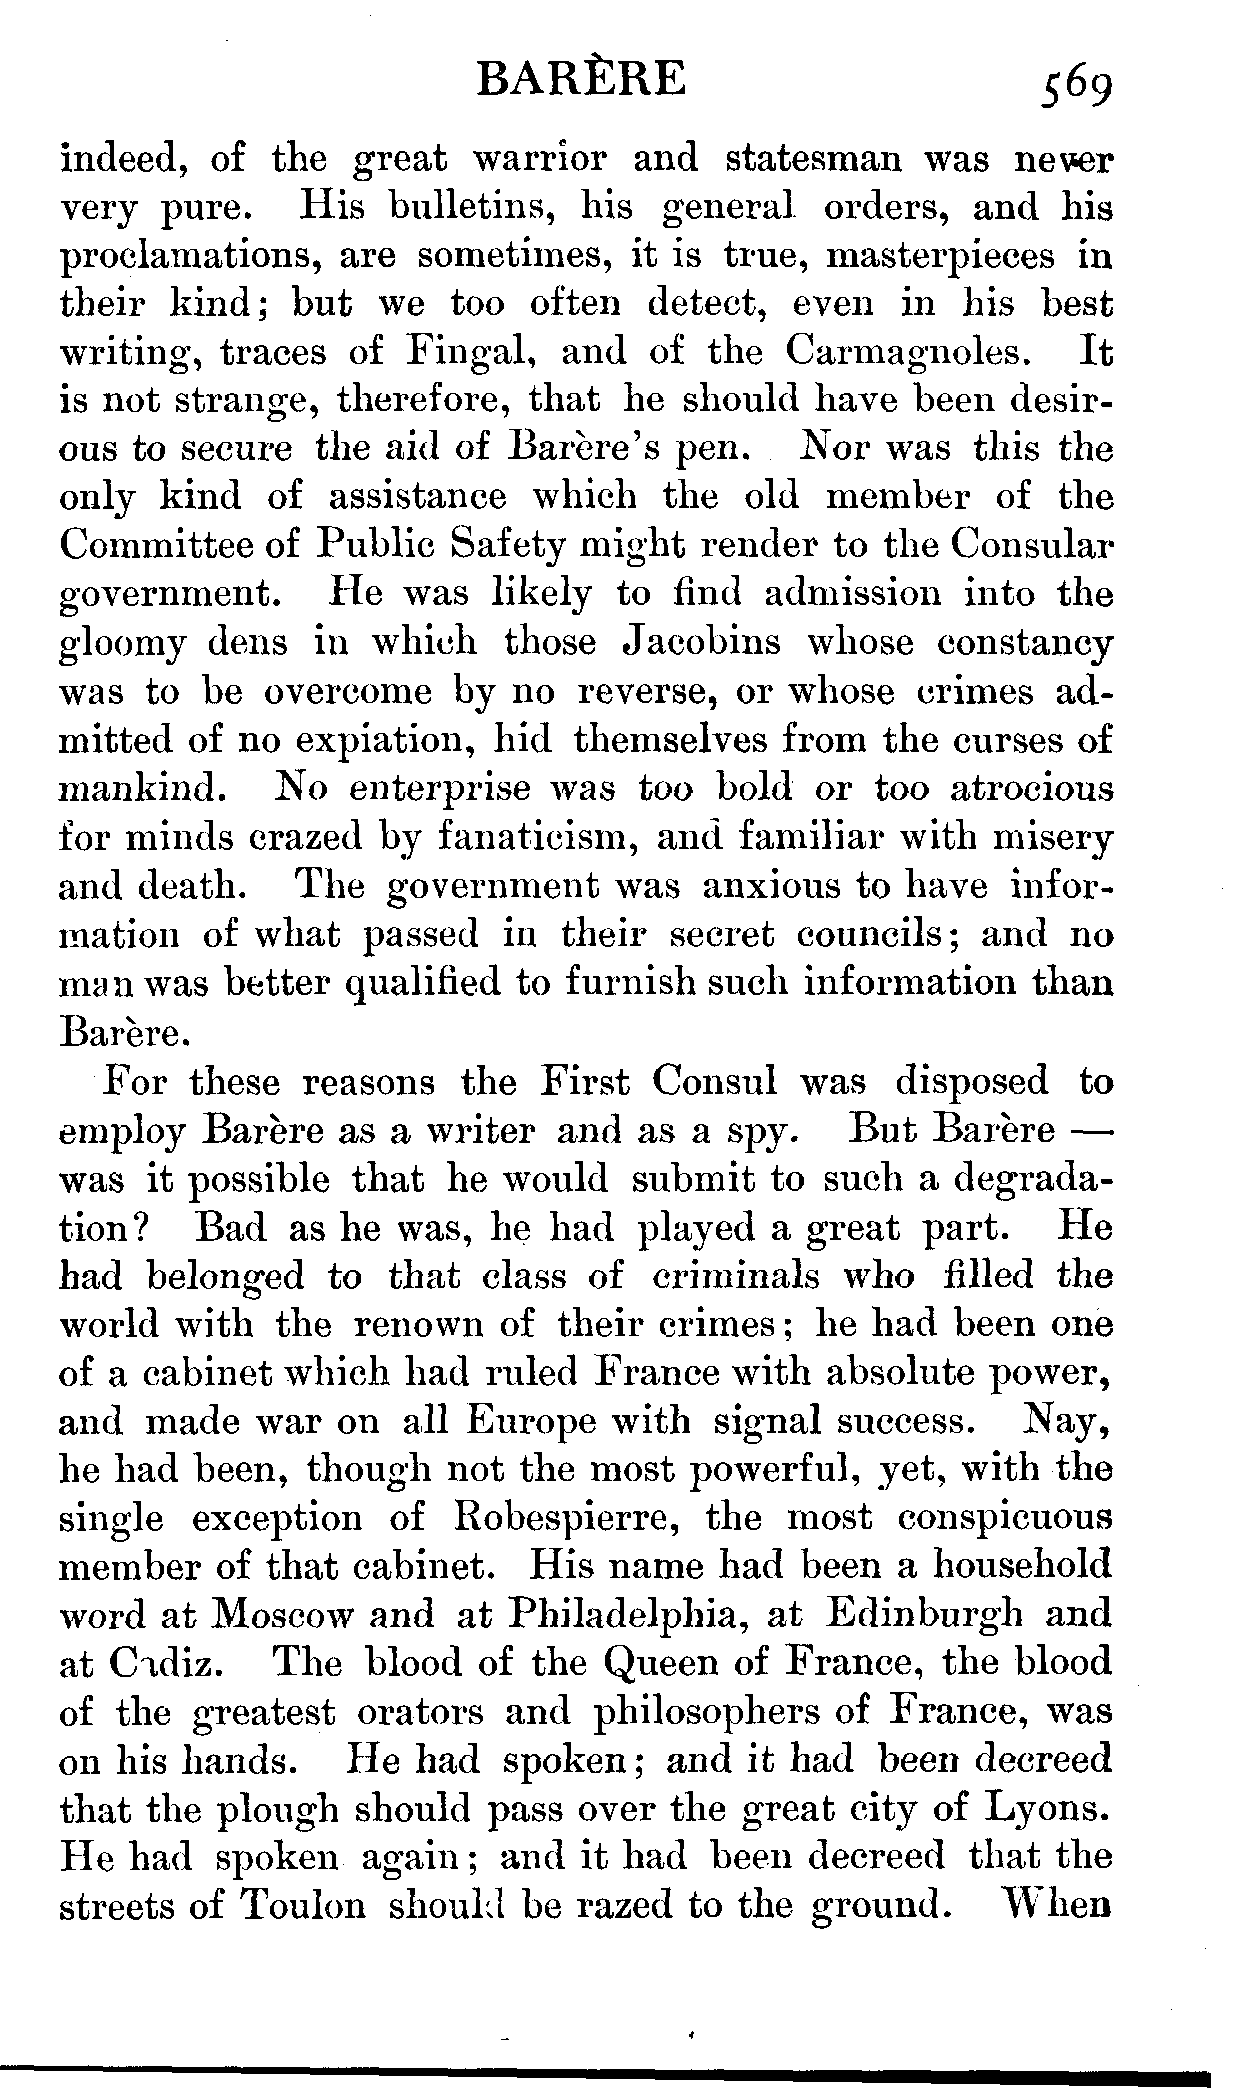 BARÈRE 569
indeed, of the great warrior and statesman was never
very pure. His bulletins, his general orders, and his
proclamations, are sometimes, it is true, masterpieces in
their kind; but we too often detect, even in his best
writing, traces of Fingal, and of the Carmagnoles. It
is not strange, therefore, that he should have been desir-
ous to secure the aid of Barère's pen. Nor was this the
only kind of assistance which the old member of the
Committee of Public Safety might render to the Consular
government. He was likely to find admission into the
gloomy dens in which those Jacobins whose constancy
was to be overcome by no reverse, or whose crimes ad-
mitted of no expiation, hid themselves from the curses of
mankind. No enterprise was too bold or too atrocious
for minds crazed by fanaticism, and familiar with misery
and death. The government was anxious to have infor-
mation of what passed in their secret councils; and no
man was better qualified to furnish such information than
Barère.
For these reasons the First Consul was disposed to
employ Barère as a writer and as a spy. But Barère —
was it possible that he would submit to such a degrada-
tion? Bad as he was, he had played a great part. He
had belonged to that class of criminals who filled the
world with the renown of their crimes; he had been one
of a cabinet which had ruled France with absolute power,
and made war on all Europe with signal success. Nay,
he had been, though not the most powerful, yet, with the
single exception of Robespierre, the most conspicuous
member of that cabinet. His name had been a household
word at Moscow and at Philadelphia, at Edinburgh and
at Cadiz. The blood of the Queen of France, the blood
of the greatest orators and philosophers of France, was
on his hands. He had spoken; and it had been decreed
that the plough should pass over the great city of Lyons.
He had spoken again; and it had been decreed that the
streets of Toulon should be razed to the ground. When